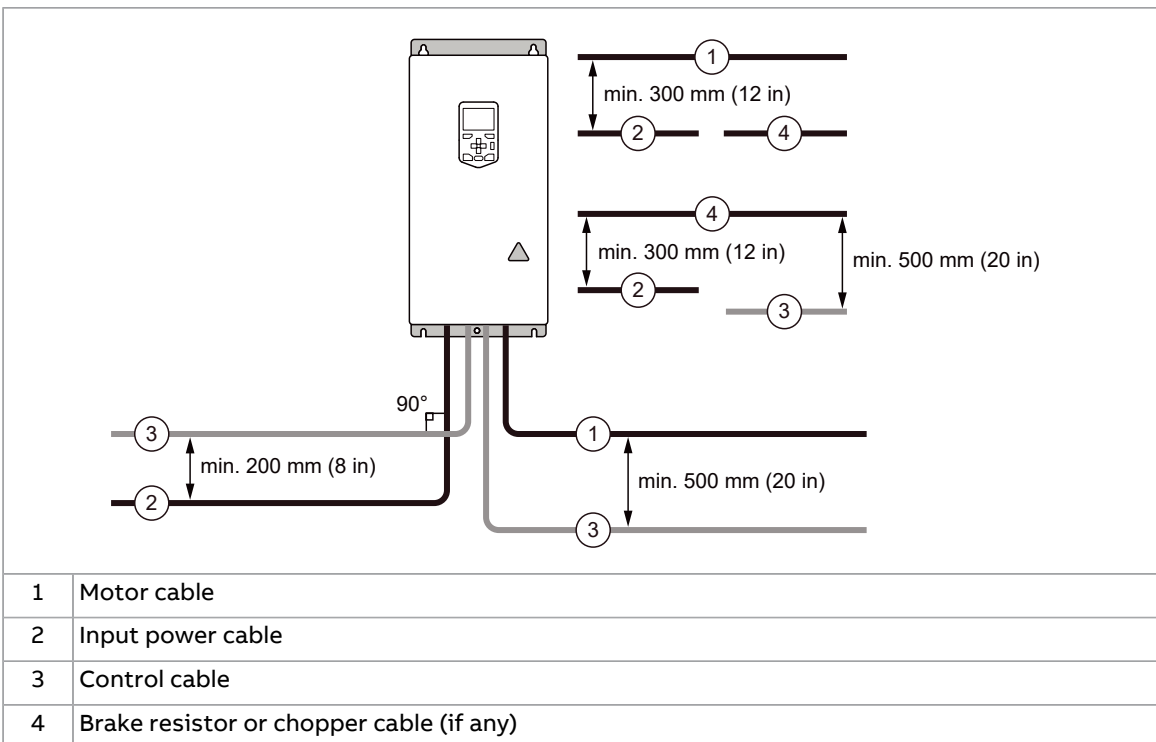 1
min. 300 mm (12 in)
2
4
4
min. 300 mm (12 in)
min. 500 mm (20 in)
2
3
90°
3
1
min. 200 mm (8 in)
min. 500 mm (20 in)
2
3
1 Motor cable
2 Input power cable
3 Control cable
4 Brake resistor or chopper cable (if any)